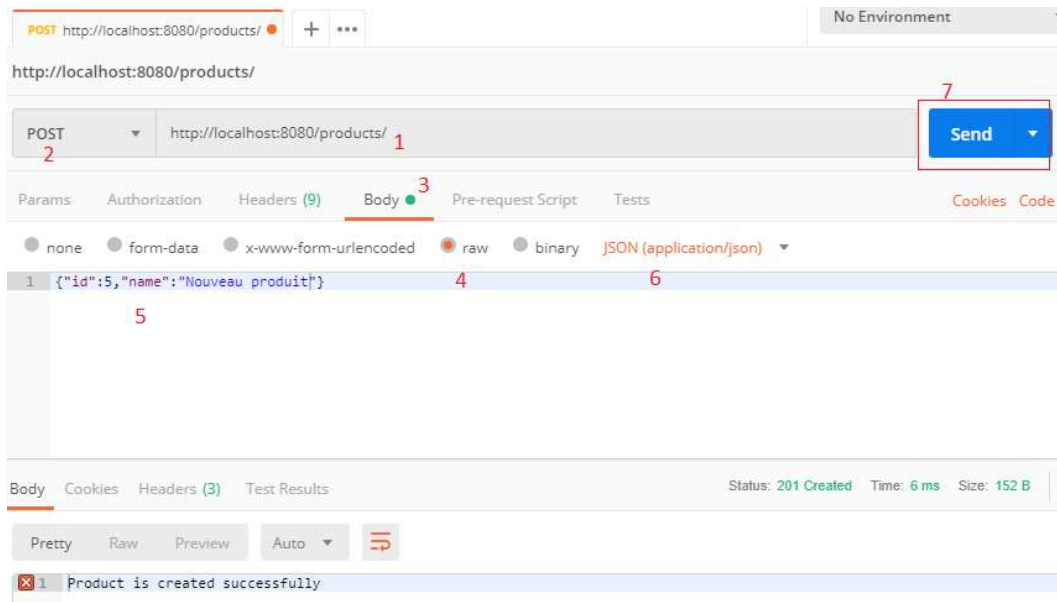 POST http://localhost:8080/products/ + •••
No Environment
http://localhost:8080/products/
7
POST http://localhost:8080/products/ Send
2 1
3
Params Authorization Headers (9) Body Pre-request Script Tests Cookies Code
none form-data x-www-form-urlencoded raw binary JSON (application/json)
1 {"id":5,"name":"Nouveau produit"}
4 6
5
Body Cookies Headers (3) Test Results Status: 201 Created Time: 6 ms Size: 152 B
Pretty Raw Preview Auto
1 Product is created successfully